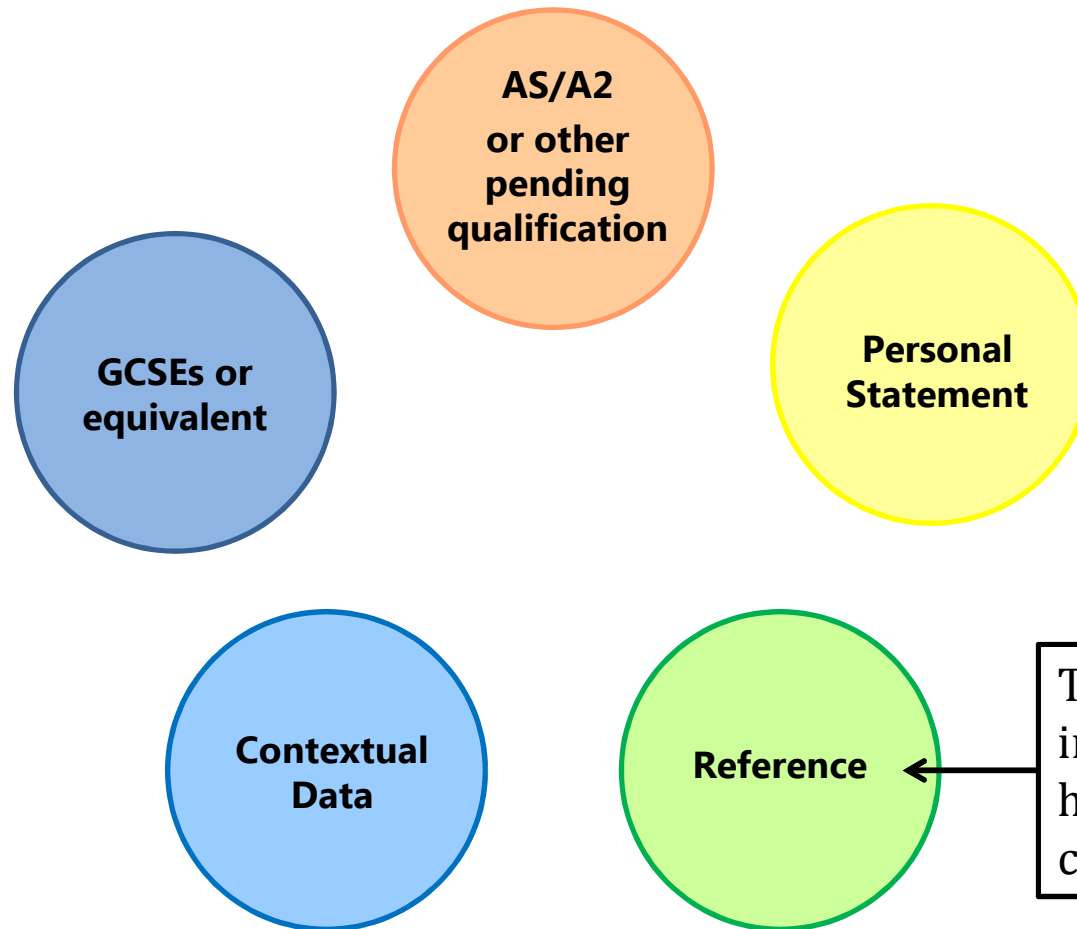 AS/A2
or other
pending
qualification
GCSEs or
equivalent
Personal
Statement
Contextual
Data
Reference